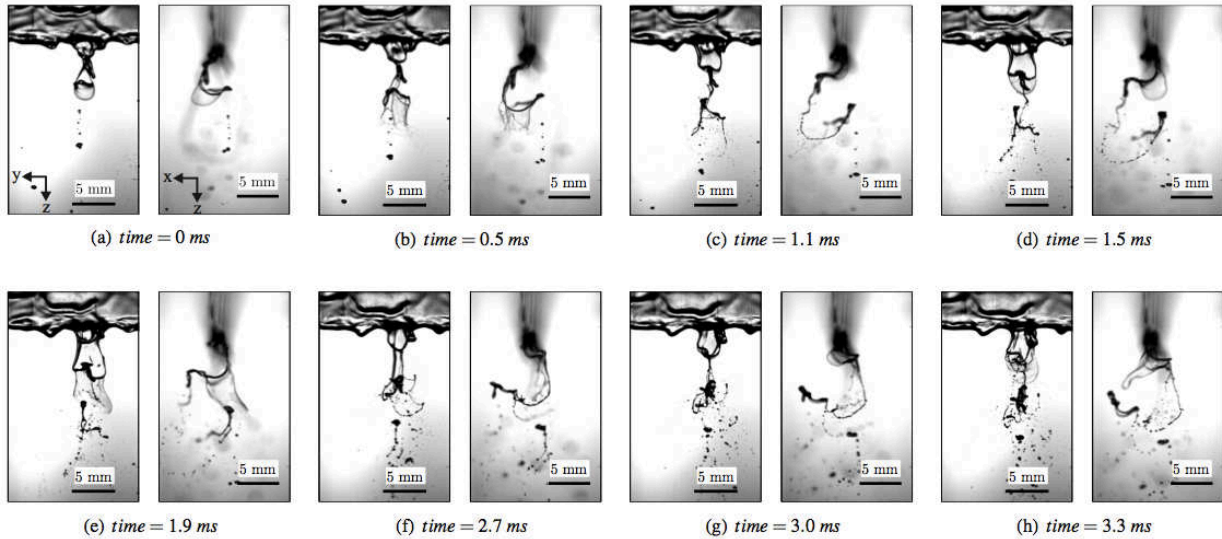 y
z
5 mm
x
z
5 mm
5 mm
5 mm
5 mm
5 mm
5 mm
5 mm
(a) time = 0 ms
(b) time = 0.5 ms
(c) time = 1.1 ms
(d) time = 1.5 ms
5 mm
5 mm
5 mm
5 mm
5 mm
5 mm
5 mm
5 mm
(e) time = 1.9 ms
(f) time = 2.7 ms
(g) time = 3.0 ms
(h) time = 3.3 ms